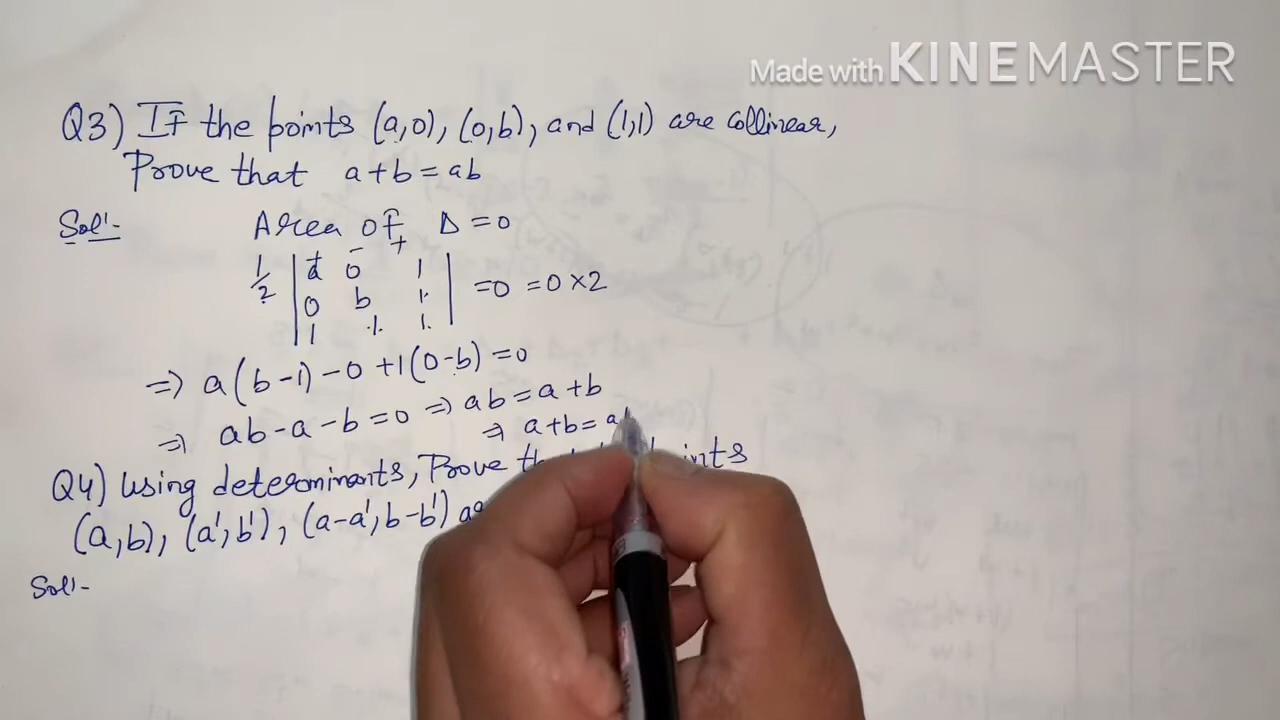 Made with KINEMASTER
Q3) If the points (a,0), (0,b), and (1,1) are collinear,
Prove that a+b = ab
Sol':-
Area of Δ = 0
+ - +
1/2 | a 0 1 | = 0 = 0×2
| 0 b 1 |
| 1 1 1 |
=> a(b-1) - 0 + 1(0-b) = 0
=> ab - a - b = 0 => ab = a + b
=> a+b =
Q4) Using determinants, Prove
(a,b), (a',b'), (a-a', b-b')
Sol':-